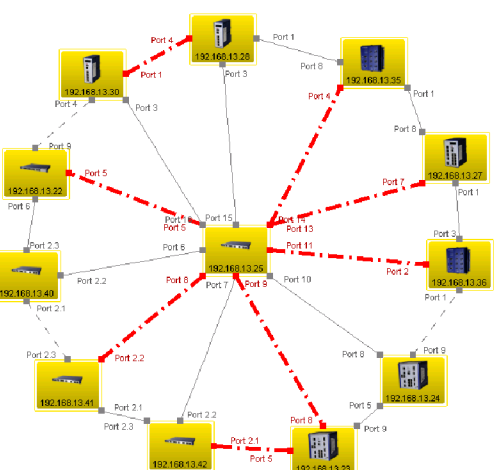 Port 4
Port 1
192.168.13.28
Port 8
Port 1
Port 3
192.168.13.35
192.168.13.30
Port 4
Port 1
Port 4
Port 3
Port 8
Port 9
192.168.13.27
Port 5
Port 7
Port 1
192.168.13.22
Port 6
Port 15
Port 14
Port 5
Port 13
Port 3
Port 2.3
Port 6
Port 11
Port 2
192.168.13.25
192.168.13.36
192.168.13.40
Port 2.2
Port 9
Port 10
Port 7
Port 1
Port 2.1
Port 2.3
Port 2.2
Port 8
Port 9
192.168.13.24
192.168.13.41
Port 2.1
Port 2.3
Port 2.2
Port 5
Port 8
Port 9
Port 2.1
Port 5
192.168.13.42
192.168.13.23